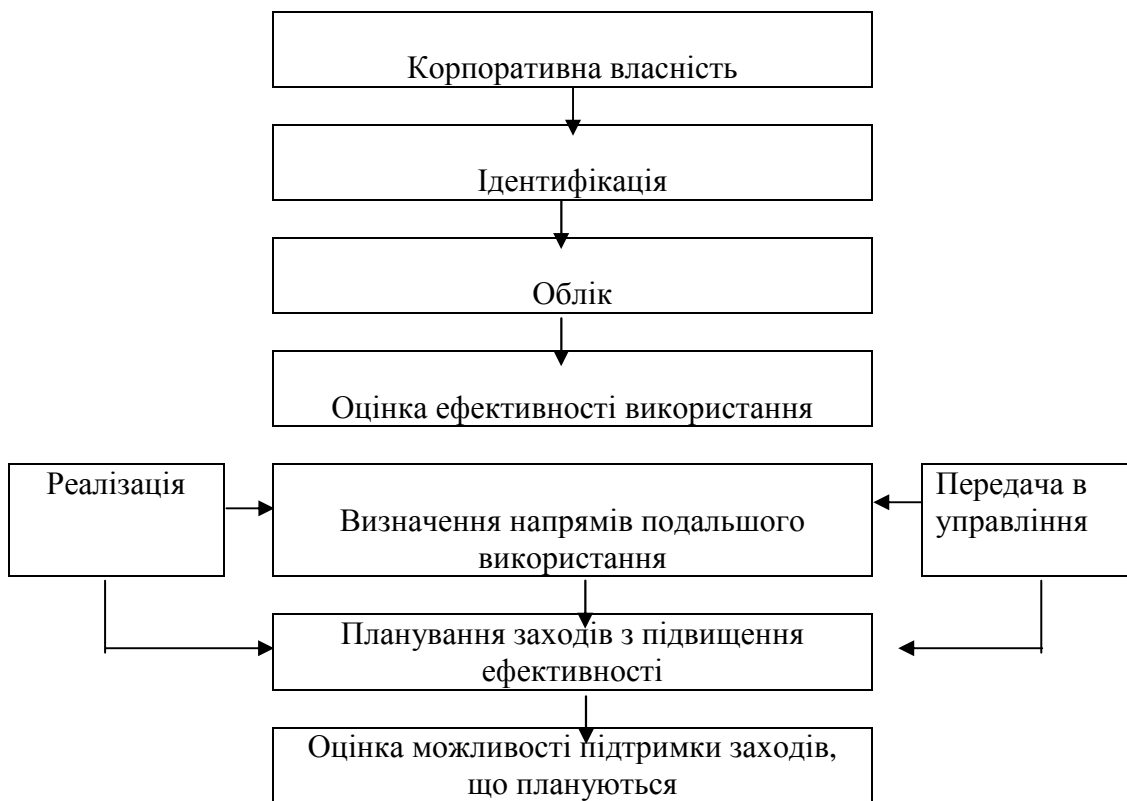 Корпоративна власність
Ідентифікація
Облік
Оцінка ефективності використання
Реалізація
Визначення напрямів подальшого
використання
Передача в
управління
Планування заходів з підвищення
ефективності
Оцінка можливості підтримки заходів,
що плануються